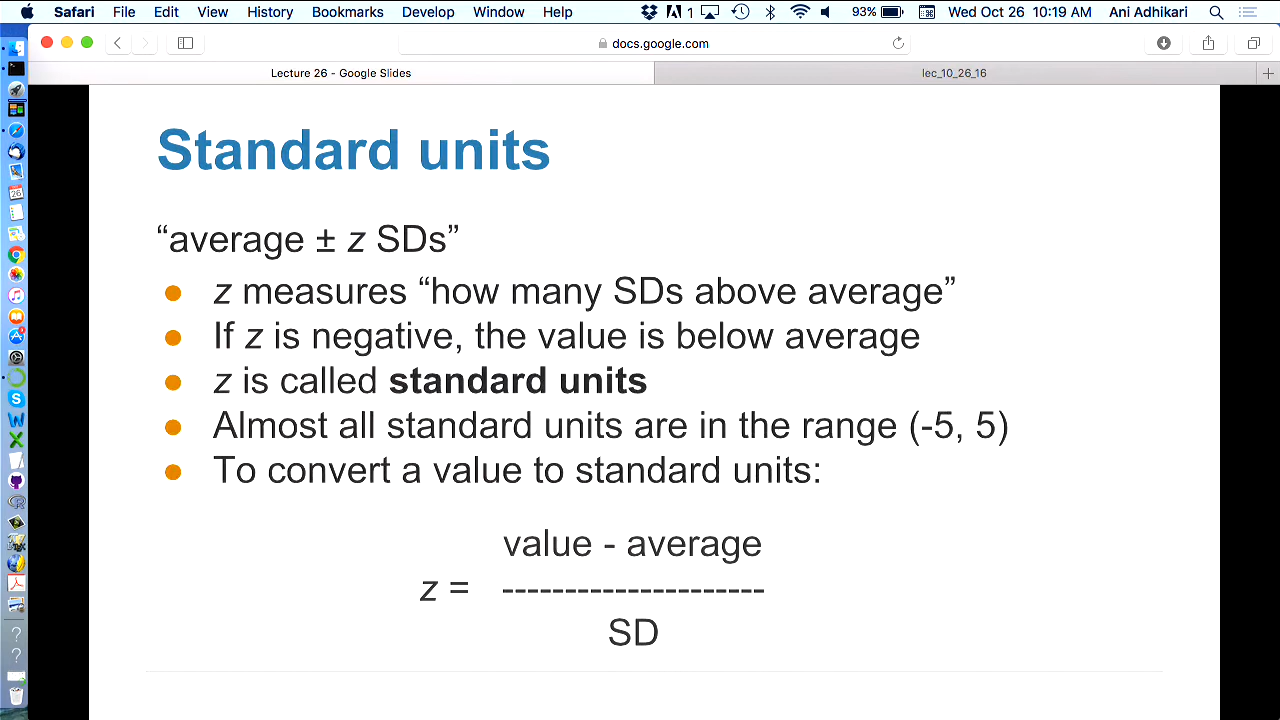 Safari File Edit View History Bookmarks Develop Window Help 1 93% Wed Oct 26 10:19 AM Ani Adhikari
docs.google.com
Lecture 26 - Google Slides lec_10_26_16
Standard units
“average ± z SDs”
● z measures “how many SDs above average”
● If z is negative, the value is below average
● z is called standard units
● Almost all standard units are in the range (-5, 5)
● To convert a value to standard units:
value - average
z = ---------------------
SD